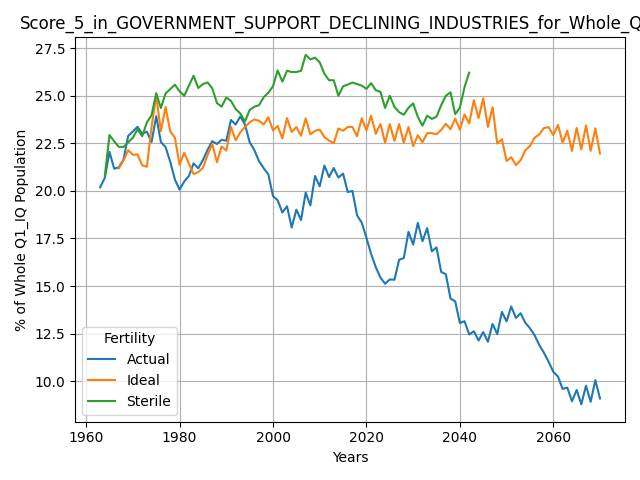 Score_5_in_GOVERNMENT_SUPPORT_DECLINING_INDUSTRIES_for_Whole_Q
27.5
25.0
22.5
20.0
17.5
15.0
12.5
10.0
% of Whole Q1_IQ Population
Fertility
Actual
Ideal
Sterile
1960
1980
2000
2020
2040
2060
Years